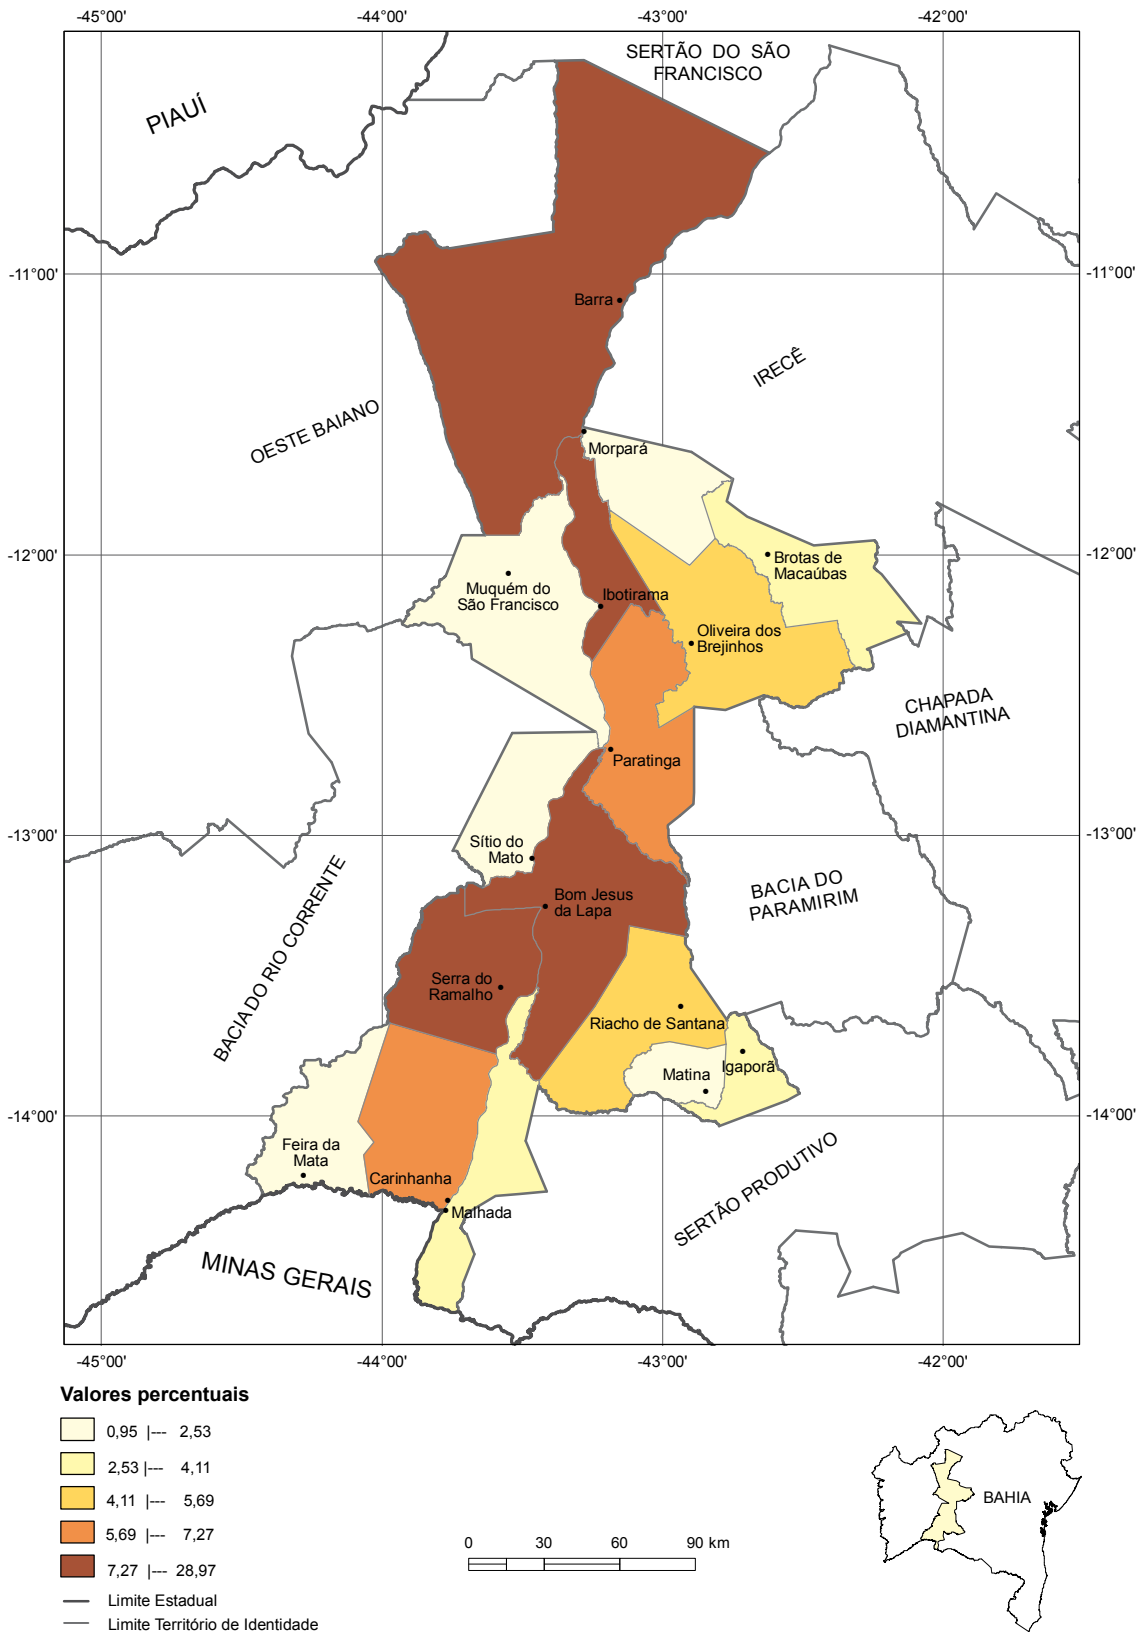 -45°00' -44°00' -43°00' -42°00'
SERTÃO DO SÃO
FRANCISCO
PIAUÍ
-11°00' -11°00'
Barra
IRECÊ
OESTE BAIANO
Morpará
-12°00' -12°00'
Brotas de
Macaúbas
Muquém do
São Francisco
Ibotirama
Oliveira dos
Brejinhos
CHAPADA
DIAMANTINA
Paratinga
-13°00' -13°00'
Sítio do
Mato
BACIA DO
PARAMIRIM
Bom Jesus
da Lapa
BACIA DO RIO CORRENTE
Serra do
Ramalho
Riacho de Santana
Igaporã
Matina
-14°00' -14°00'
Feira da
Mata
Carinhanha
SERTÃO PRODUTIVO
Malhada
MINAS GERAIS
-45°00' -44°00' -43°00' -42°00'
Valores percentuais
0,95 |--- 2,53
2,53 |--- 4,11
4,11 |--- 5,69
5,69 |--- 7,27
7,27 |--- 28,97
Limite Estadual
Limite Território de Identidade
0 30 60 90 km
BAHIA